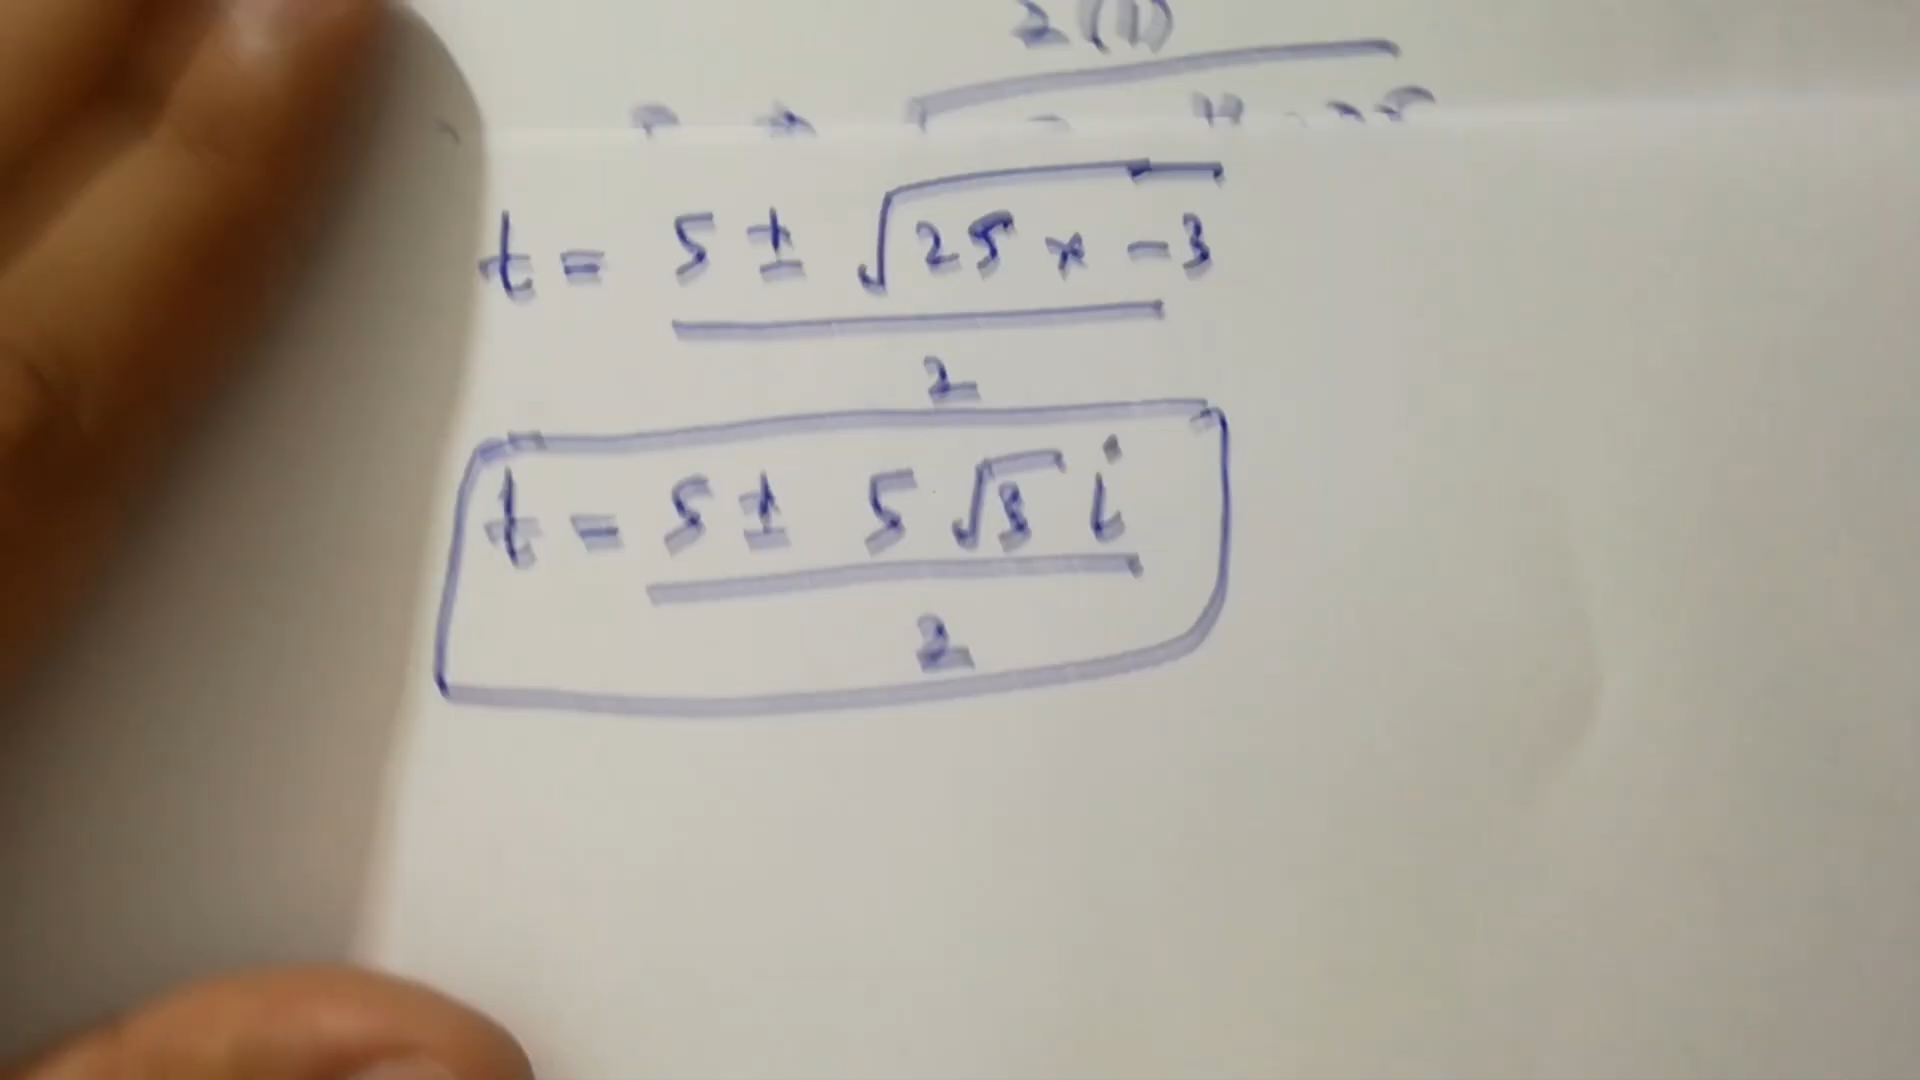 2(1)
t = 5 ± √25 × -3
2
t = 5 ± 5 √3 i
2